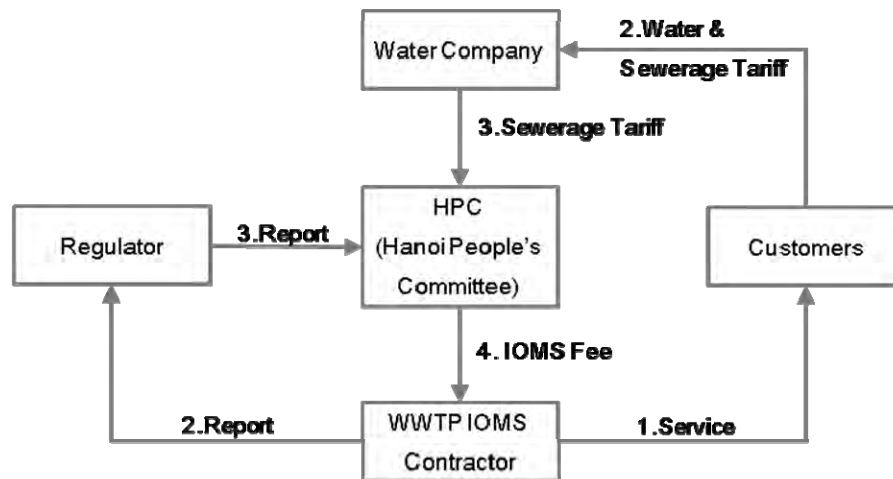 Water Company
2.Water &
Sewerage Tariff
3.Sewerage Tariff
HPC
(Hanoi People's
Committee)
Regulator
3.Report
Customers
4. IOMS Fee
2.Report
WWTP IOMS
Contractor
1.Service